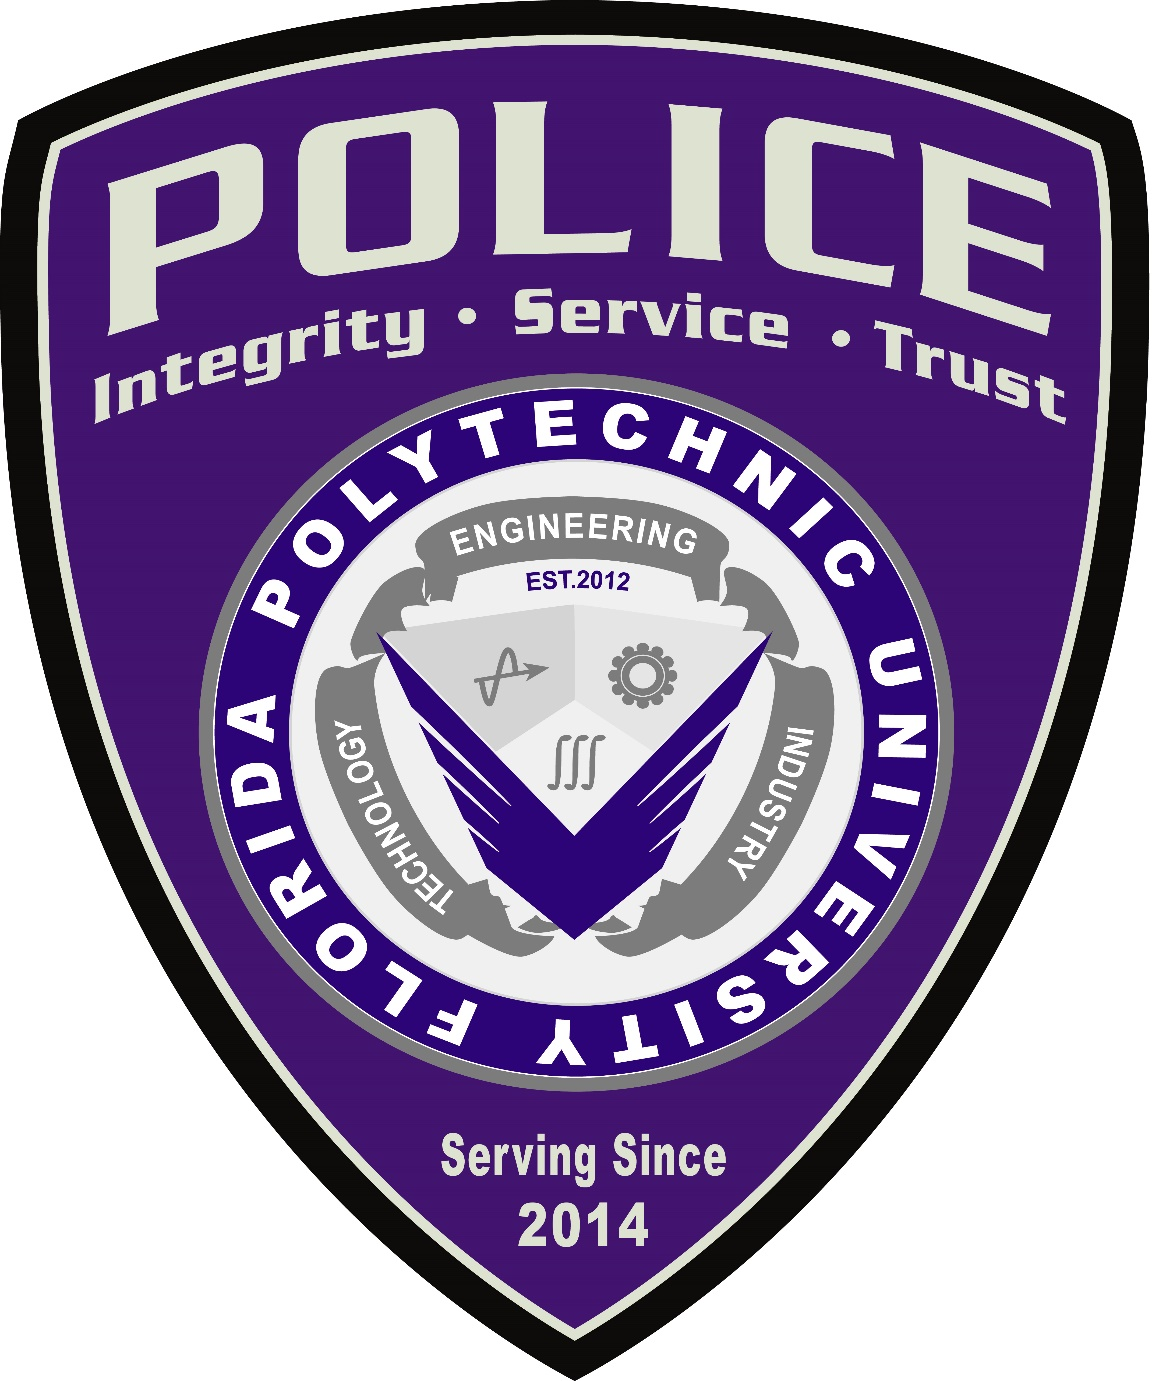 POLICE
Integrity • Service • Trust
FLORIDA POLYTECHNIC UNIVERSITY
ENGINEERING
EST.2012
TECHNOLOGY
INDUSTRY
∫∫∫
Serving Since
2014